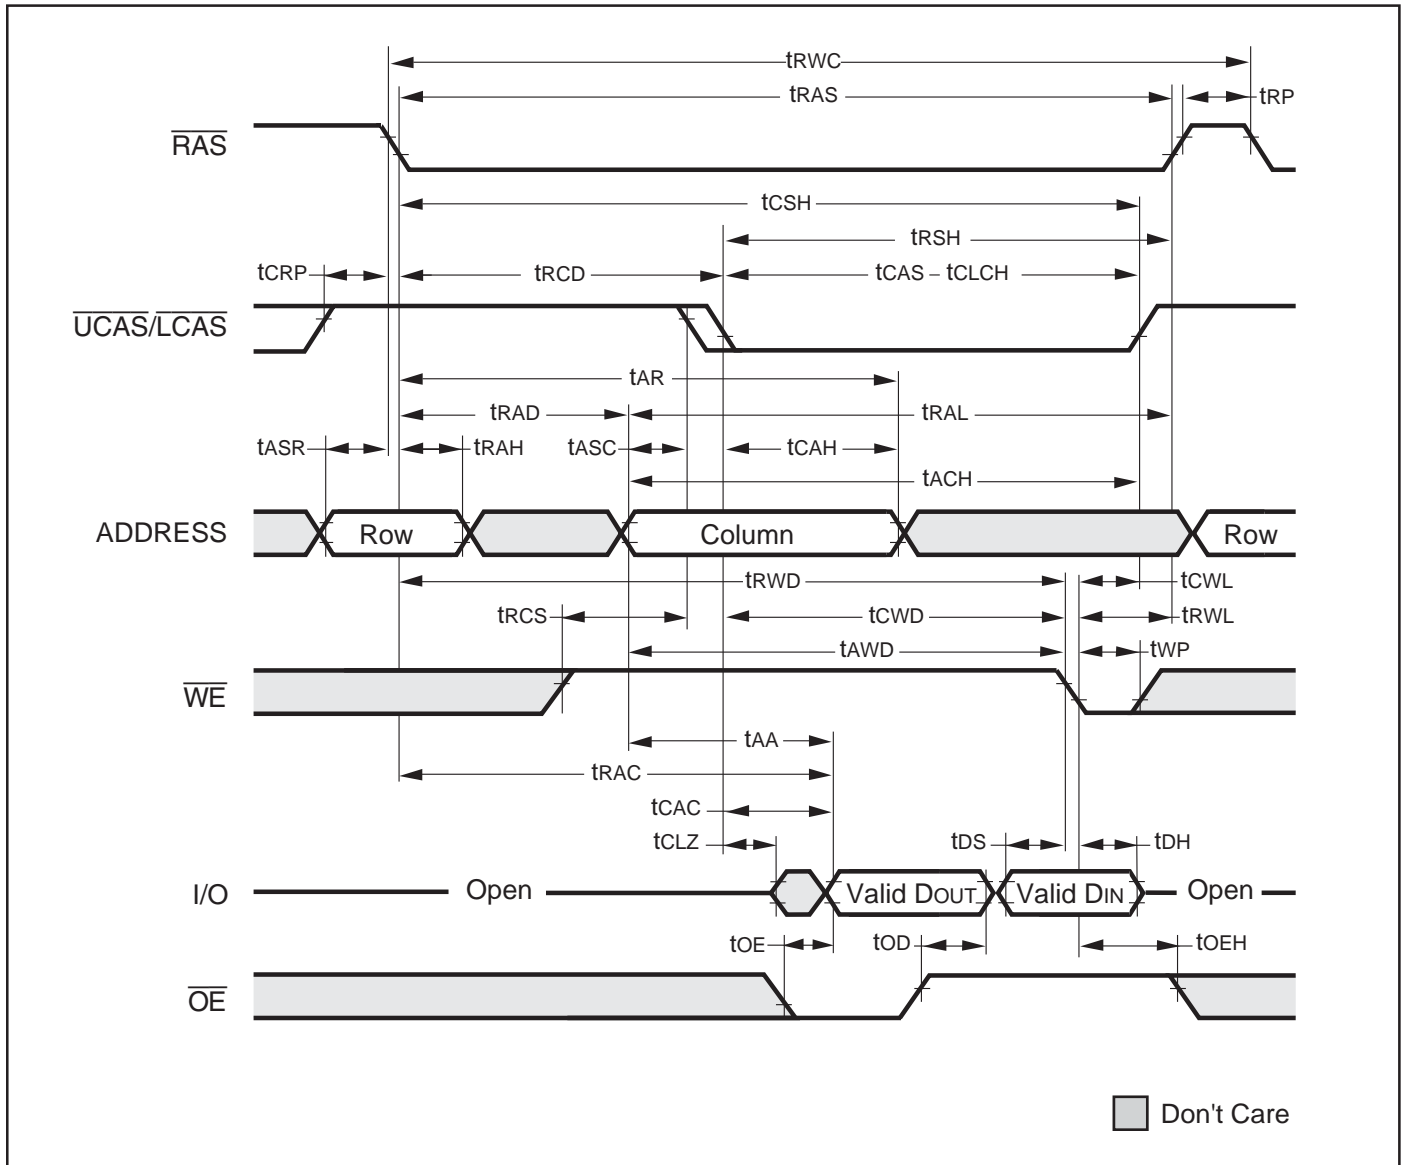 tRWC
tRAS
tRP
RAS
tCSH
tRSH
tCRP
tRCD
tCAS – tCLCH
UCAS/LCAS
tAR
tRAD
tRAL
tASR
tRAH
tASC
tCAH
tACH
ADDRESS
Row
Column
Row
tRWD
tCWL
tRCS
tCWD
tRWL
tAWD
tWP
WE
tAA
tRAC
tCAC
tCLZ
tDS
tDH
I/O
Open
Valid DOUT
Valid DIN
Open
tOE
tOD
tOEH
OE
Don't Care